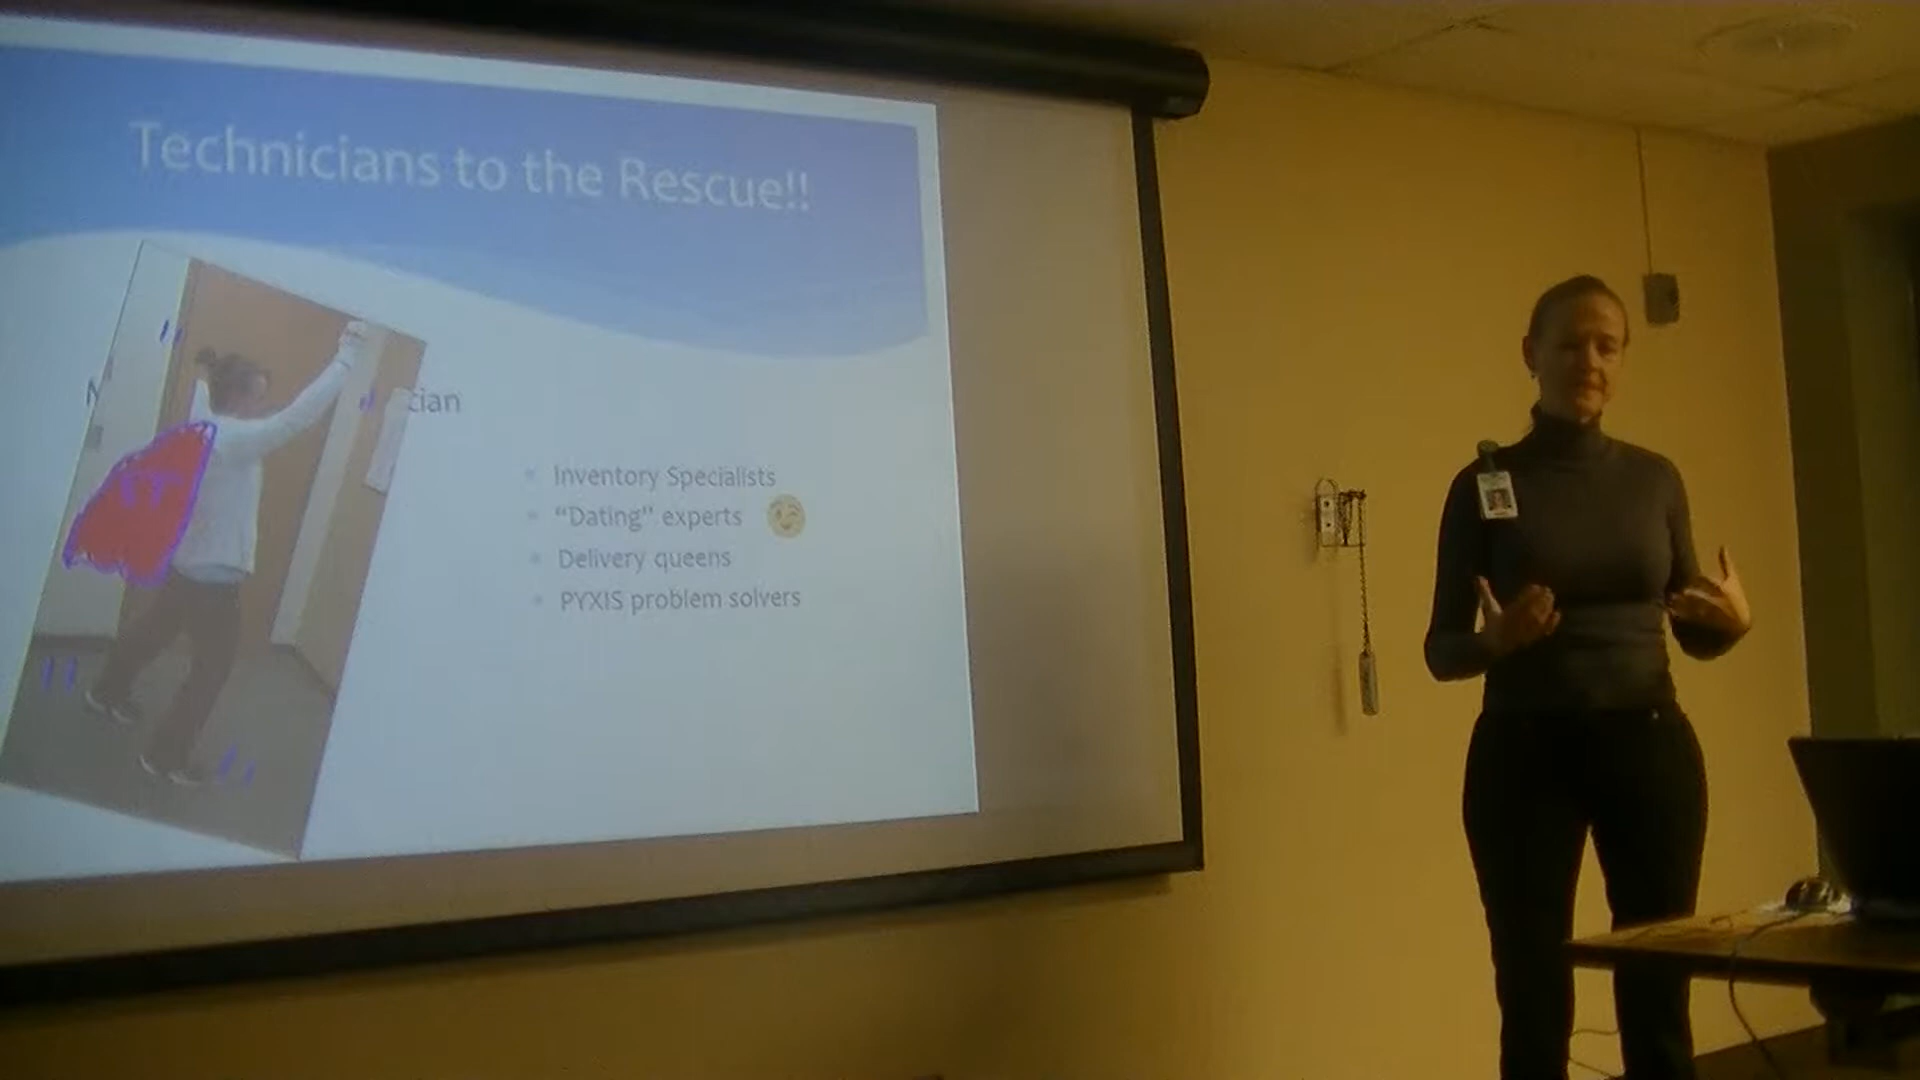 Technicians to the Rescue!!
cian
Inventory Specialists
“Dating” experts
Delivery queens
PYXIS problem solvers